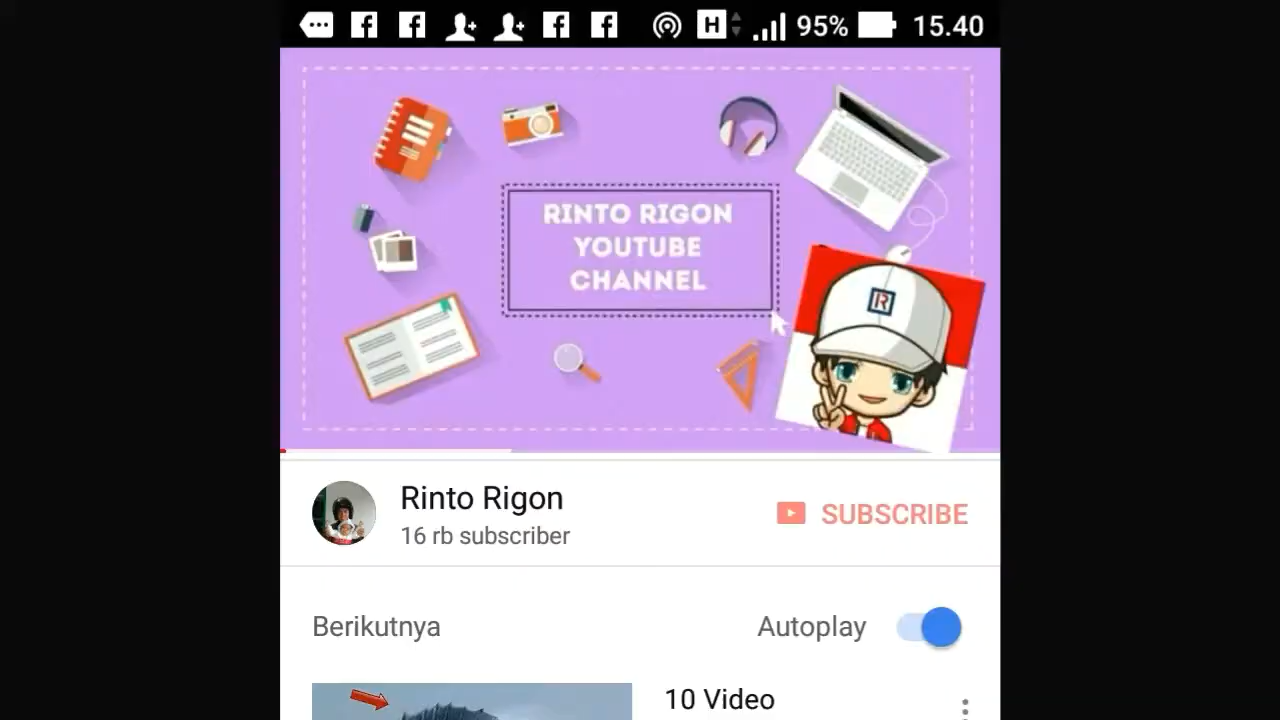 H 95% 15.40
RINTO RIGON
YOUTUBE
CHANNEL
R
Rinto Rigon
16 rb subscriber
SUBSCRIBE
Berikutnya
Autoplay
10 Video